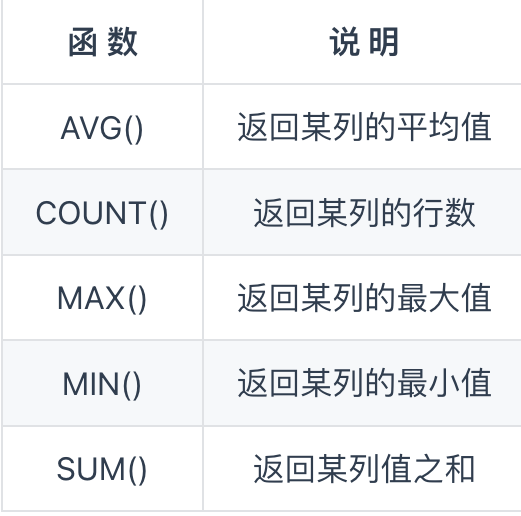 函 数 说 明
AVG() 返回某列的平均值
COUNT() 返回某列的行数
MAX() 返回某列的最大值
MIN() 返回某列的最小值
SUM() 返回某列值之和